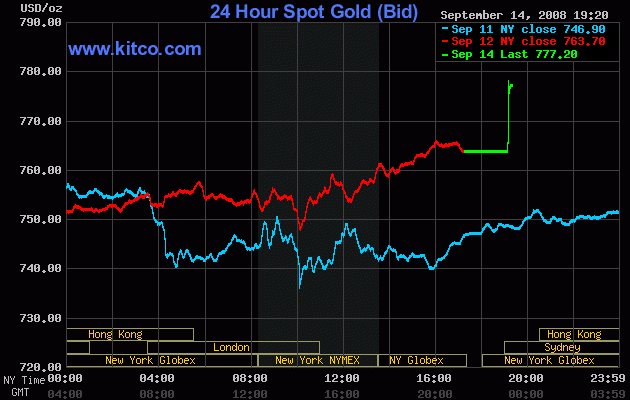 USD/oz
24 Hour Spot Gold (Bid)
September 14, 2008 19:20
www.kitco.com
Sep 11 NY close 746.90
Sep 12 NY close 763.70
Sep 14 Last 777.20
790.00
780.00
770.00
760.00
750.00
740.00
730.00
720.00
Hong Kong
Hong Kong
London
Sydney
New York Globex
New York NYMEX
NY Globex
New York Globex
NY Time
00:00
04:00
08:00
12:00
16:00
20:00
23:59
GMT
04:00
08:00
12:00
16:00
20:00
00:00
03:59